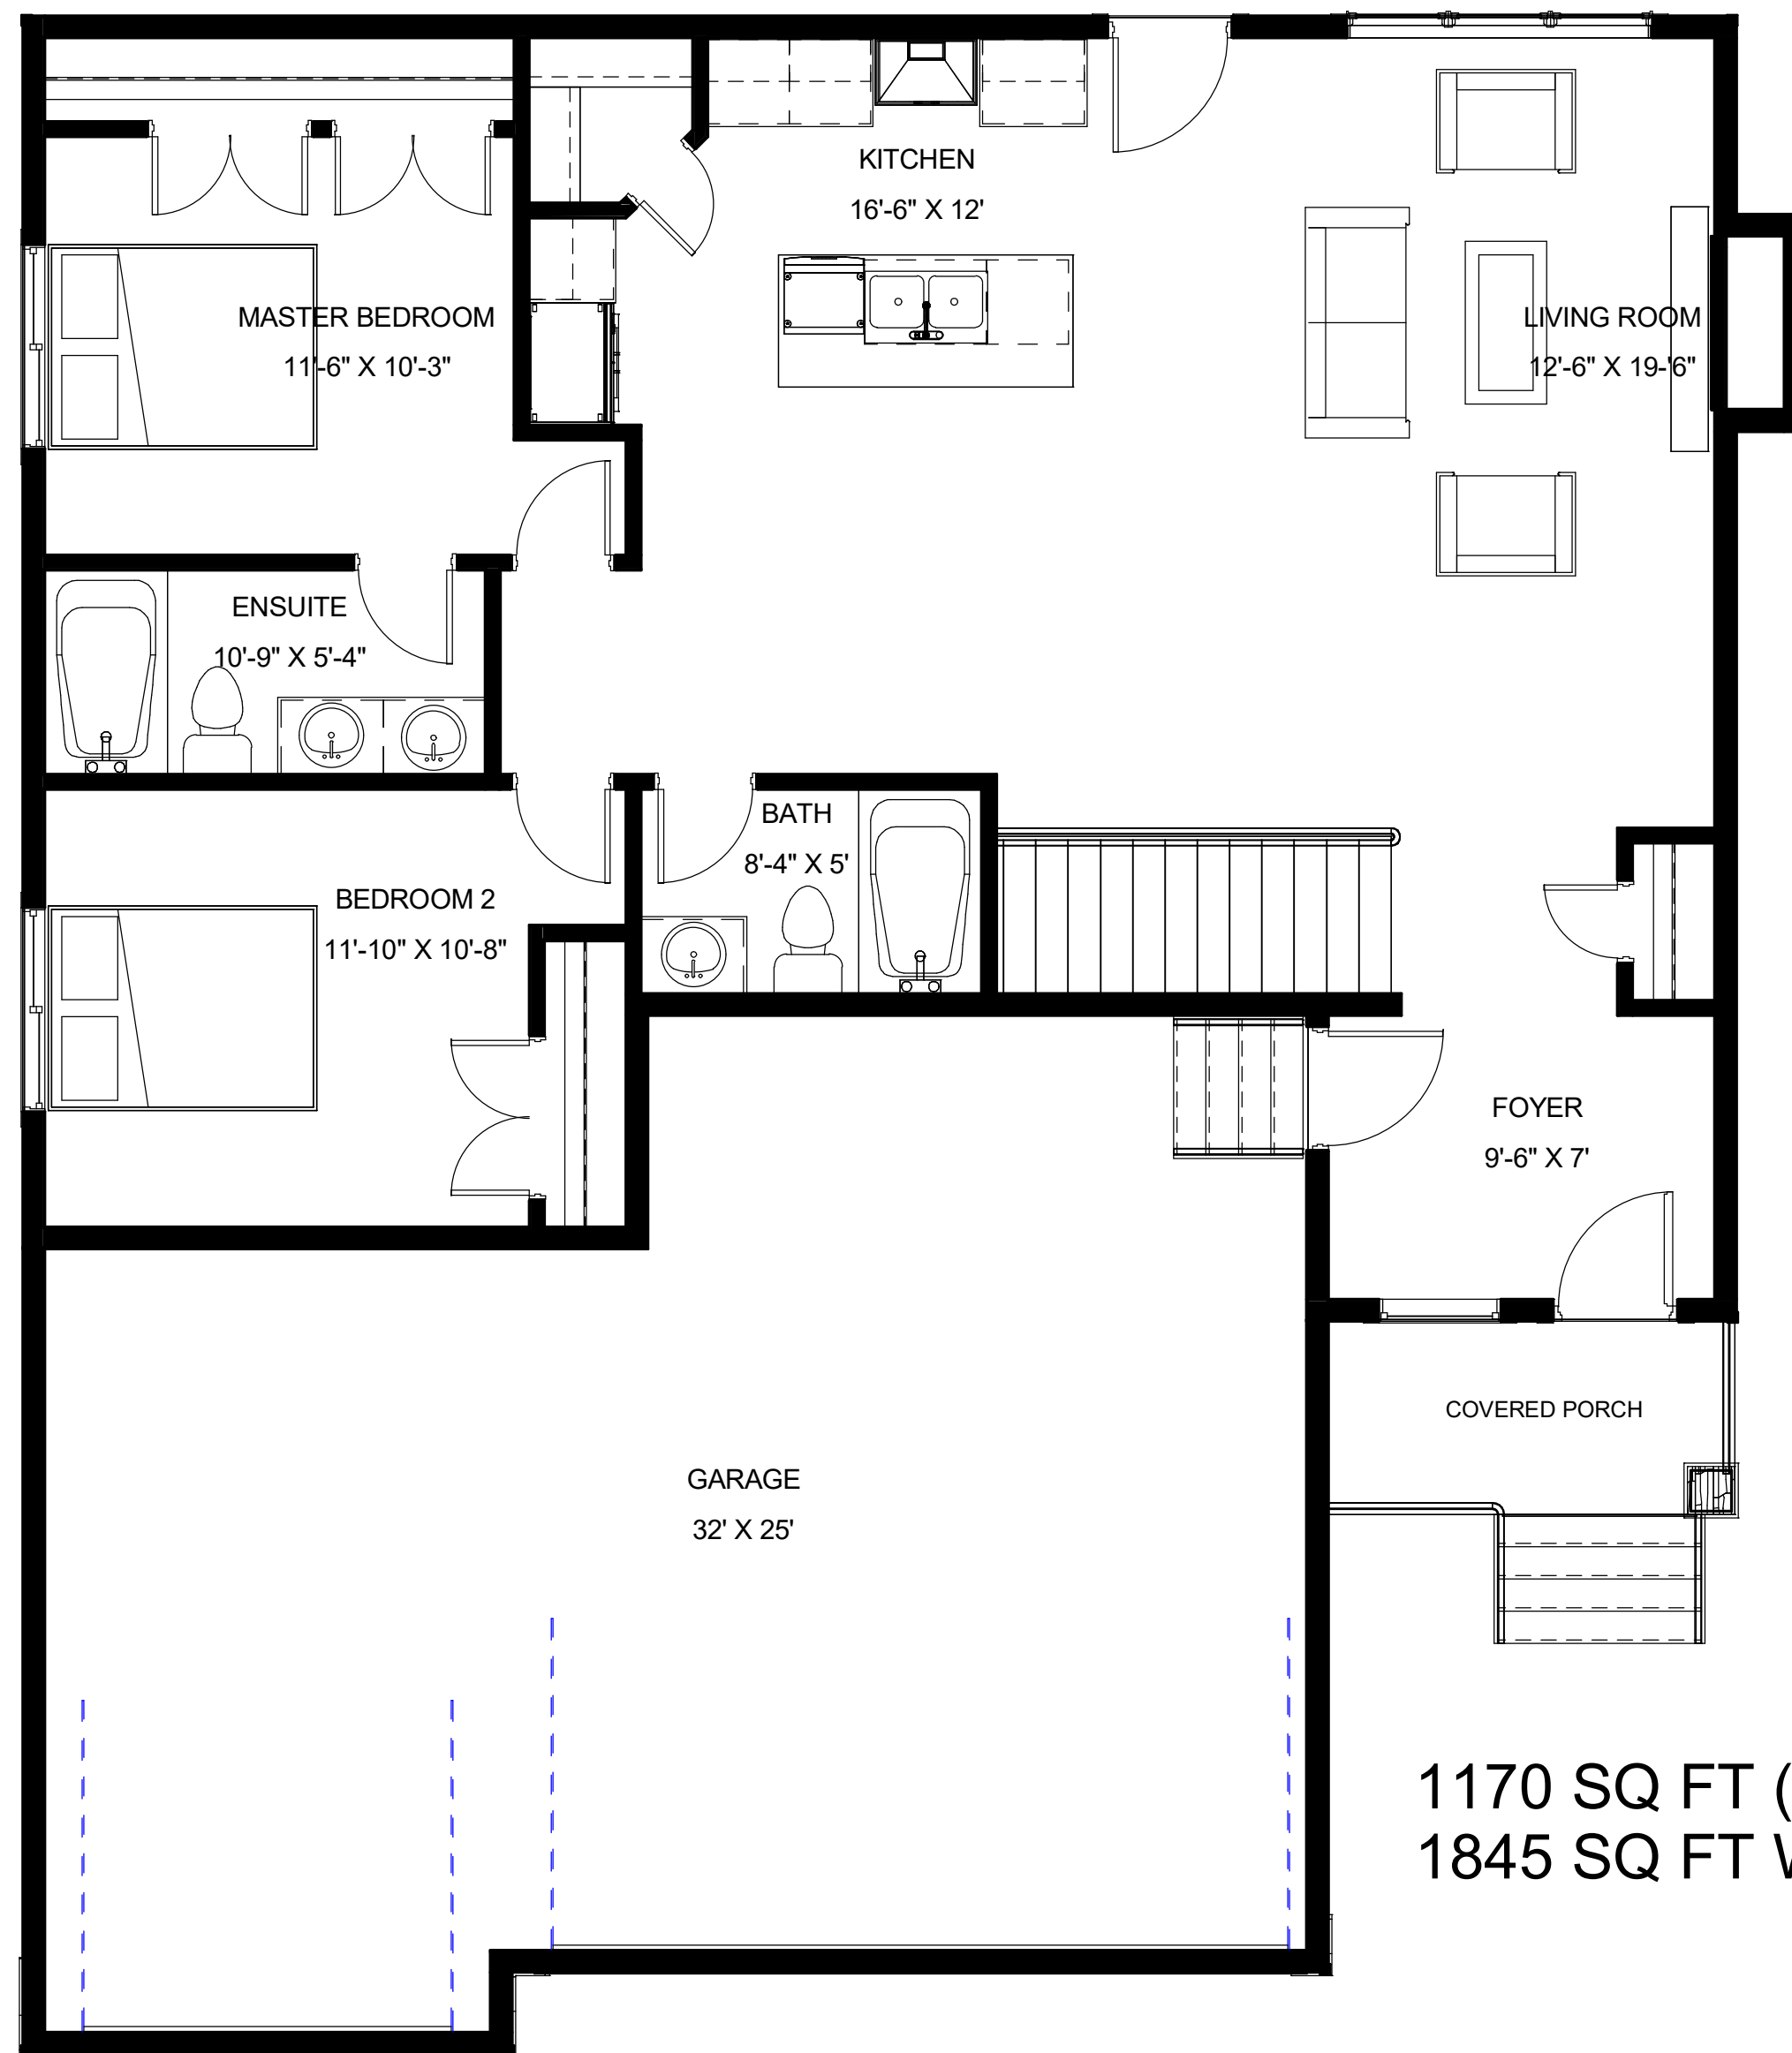 KITCHEN
16'-6" X 12'
MASTER BEDROOM
11'-6" X 10'-3"
LIVING ROOM
12'-6" X 19-'6"
ENSUITE
10'-9" X 5'-4"
BATH
8'-4" X 5'
BEDROOM 2
11'-10" X 10'-8"
FOYER
9'-6" X 7'
COVERED PORCH
GARAGE
32' X 25'
1170 SQ FT (
1845 SQ FT